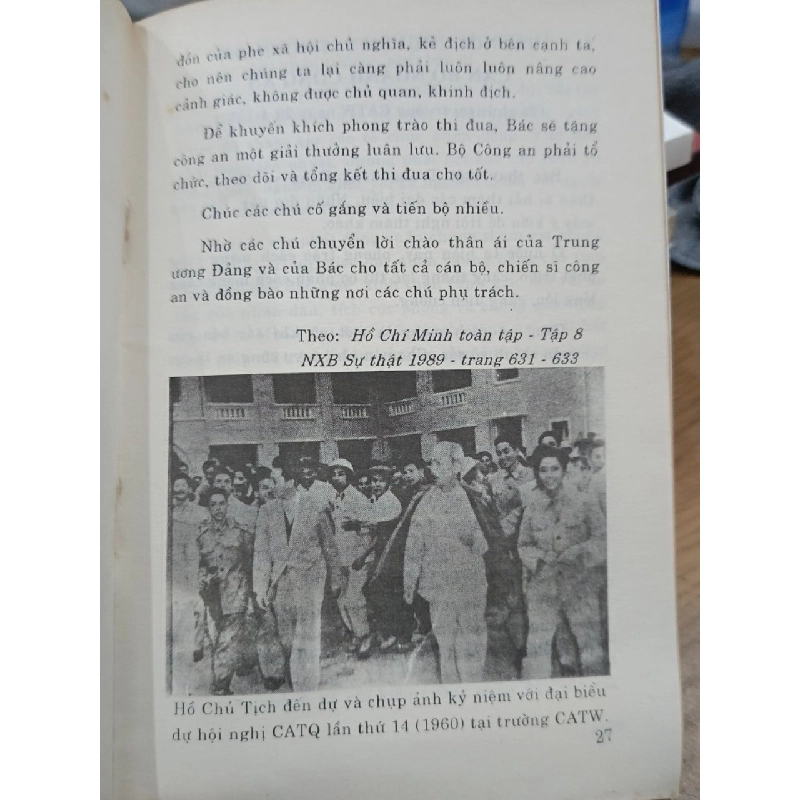 đón của phe xã hội chủ nghĩa, kẻ địch ở bên cạnh ta,
cho nên chúng ta lại càng phải luôn luôn nâng cao
cảnh giác, không được chủ quan, khinh địch.
Để khuyến khích phong trào thi đua, Bác sẽ tặng
công an một giải thưởng luân lưu. Bộ Công an phải tổ
chức, theo dõi và tổng kết thi đua cho tốt.
Chúc các chú cố gắng và tiến bộ nhiều.
Nhờ các chú chuyển lời chào thân ái của Trung
ương Đảng và của Bác cho tất cả cán bộ, chiến sĩ công
an và đồng bào những nơi các chú phụ trách.
Theo: Hồ Chí Minh toàn tập - Tập 8
NXB Sự thật 1989 - trang 631 - 633
Hồ Chủ Tịch đến dự và chụp ảnh kỷ niệm với đại biểu
dự hội nghị CATQ lần thứ 14 (1960) tại trường CATW.
27